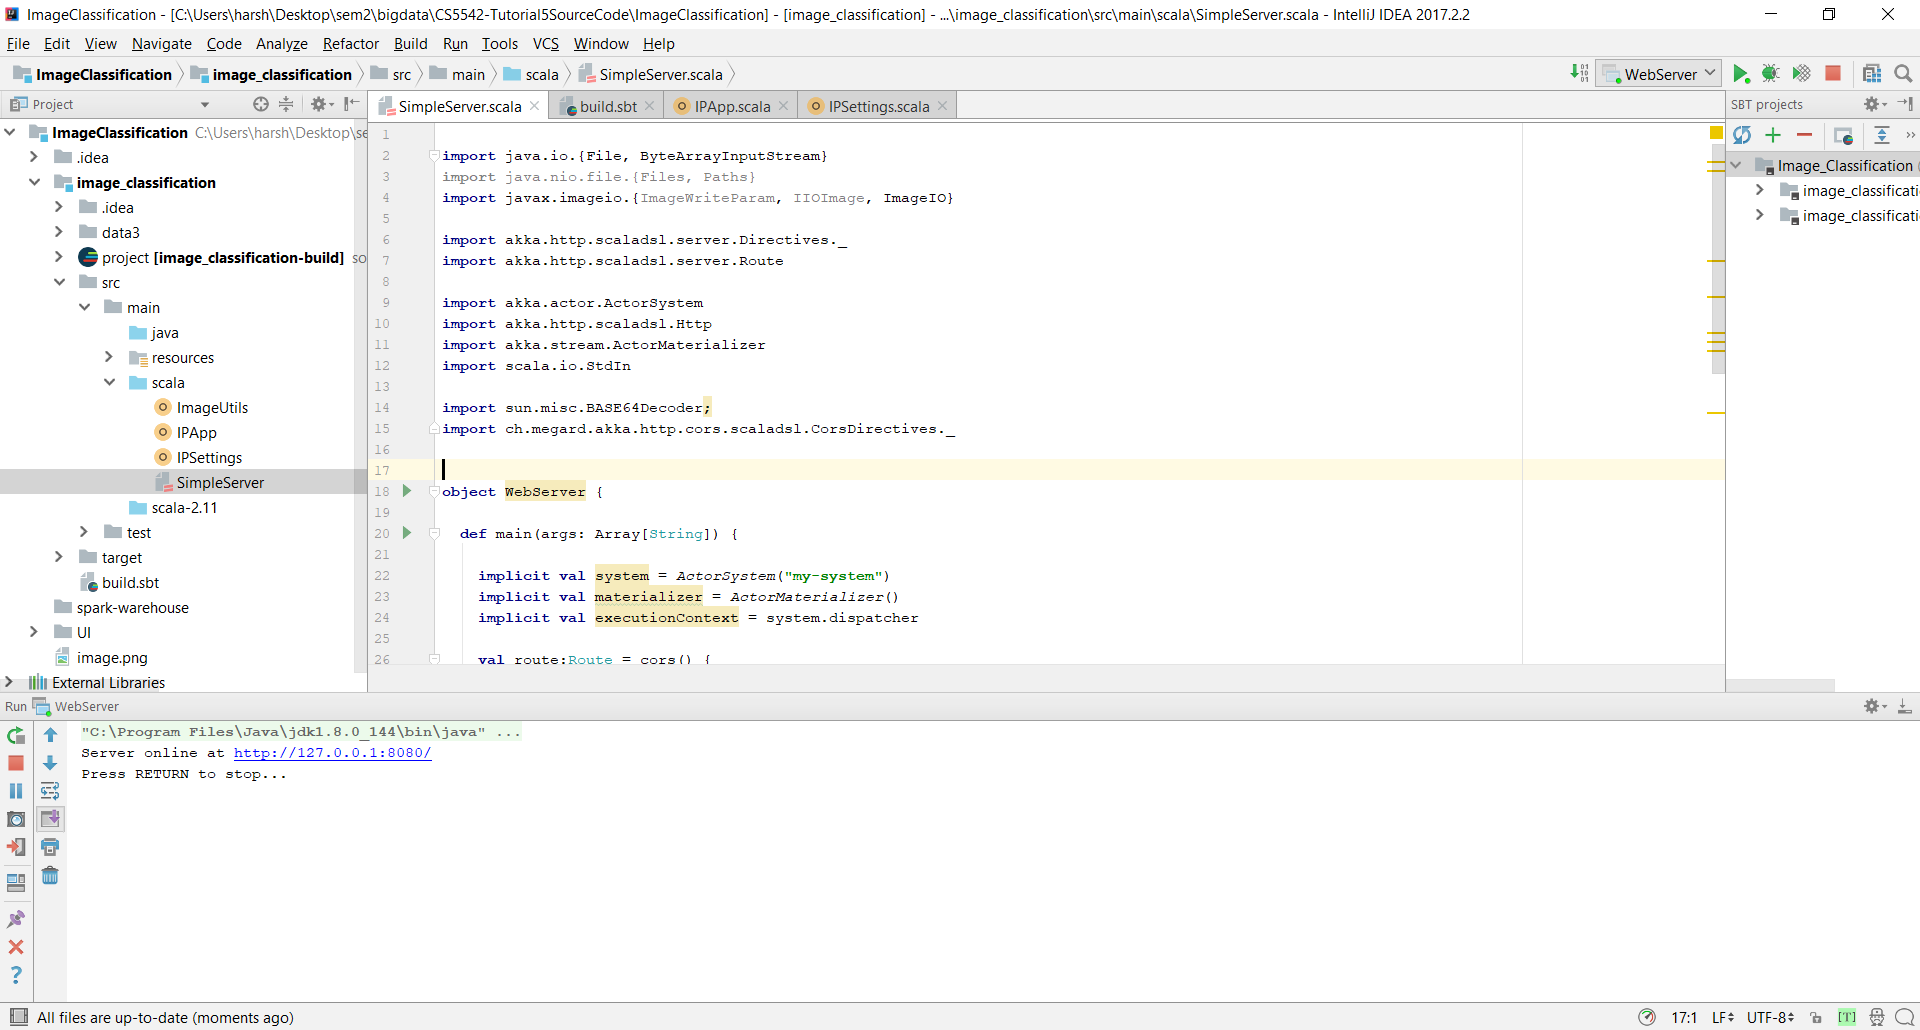 ImageClassification - [C:\Users\harsh\Desktop\sem2\bigdata\CS5542-Tutorial5SourceCode\ImageClassification] - [image_classification] - ...\image_classification\src\main\scala\SimpleServer.scala - IntelliJ IDEA 2017.2.2
File Edit View Navigate Code Analyze Refactor Build Run Tools VCS Window Help
ImageClassification image_classification src main scala SimpleServer.scala WebServer
Project SimpleServer.scala build.sbt IPApp.scala IPSettings.scala SBT projects
ImageClassification C:\Users\harsh\Desktop\se
.idea
image_classification
.idea
data3
project [image_classification-build] so
src
main
java
resources
scala
ImageUtils
IPApp
IPSettings
SimpleServer
scala-2.11
test
target
build.sbt
spark-warehouse
UI
image.png
External Libraries
1
2 import java.io.{File, ByteArrayInputStream}
3 import java.nio.file.{Files, Paths}
4 import javax.imageio.{ImageWriteParam, IIOImage, ImageIO}
5
6 import akka.http.scaladsl.server.Directives._
7 import akka.http.scaladsl.server.Route
8
9 import akka.actor.ActorSystem
10 import akka.http.scaladsl.Http
11 import akka.stream.ActorMaterializer
12 import scala.io.StdIn
13
14 import sun.misc.BASE64Decoder;
15 import ch.megard.akka.http.cors.scaladsl.CorsDirectives._
16
17
18 object WebServer {
19
20 def main(args: Array[String]) {
21
22 implicit val system = ActorSystem("my-system")
23 implicit val materializer = ActorMaterializer()
24 implicit val executionContext = system.dispatcher
25
26 val route:Route = cors() {
Image_Classification (
image_classificati
image_classificati
Run WebServer
"C:\Program Files\Java\jdk1.8.0_144\bin\java" ...
Server online at http://127.0.0.1:8080/
Press RETURN to stop...
All files are up-to-date (moments ago) 17:1 LF UTF-8 [T]